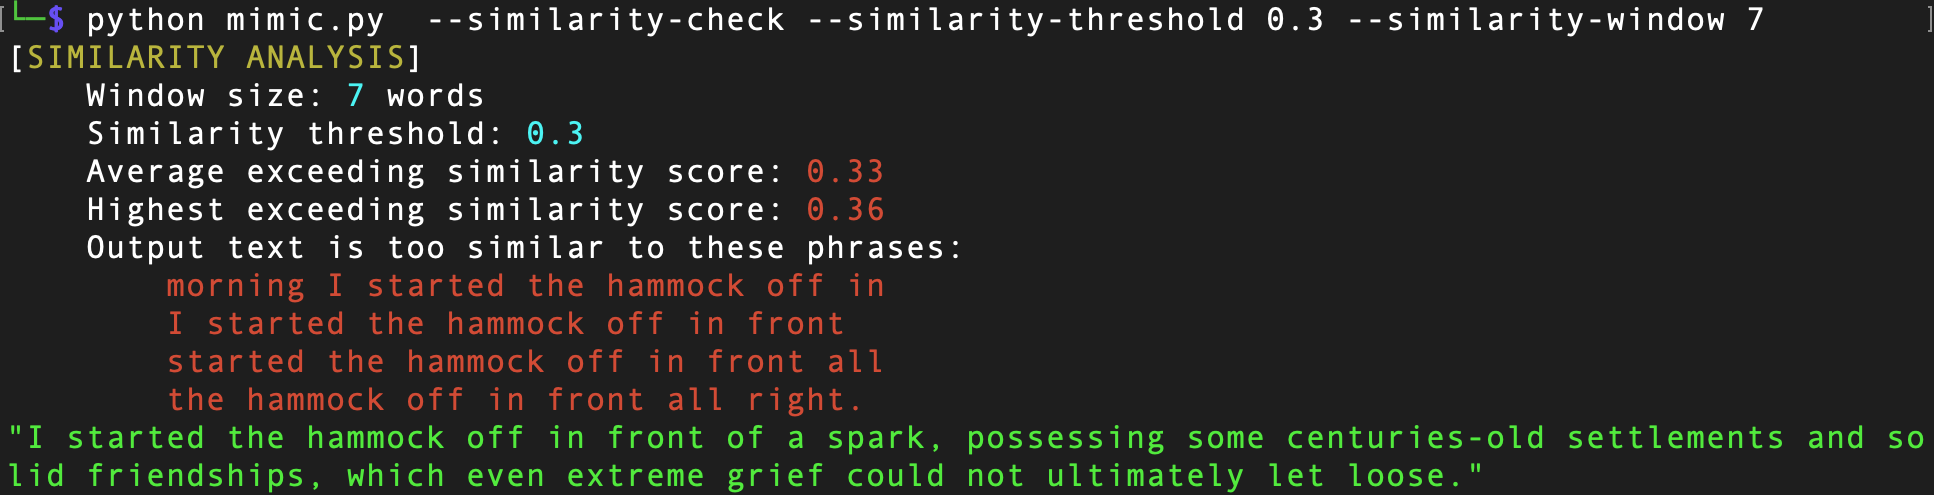 [└─$ python mimic.py  --similarity-check --similarity-threshold 0.3 --similarity-window 7 ]
[SIMILARITY ANALYSIS]
Window size: 7 words
Similarity threshold: 0.3
Average exceeding similarity score: 0.33
Highest exceeding similarity score: 0.36
Output text is too similar to these phrases:
morning I started the hammock off in
I started the hammock off in front
started the hammock off in front all
the hammock off in front all right.
"I started the hammock off in front of a spark, possessing some centuries-old settlements and so
lid friendships, which even extreme grief could not ultimately let loose."